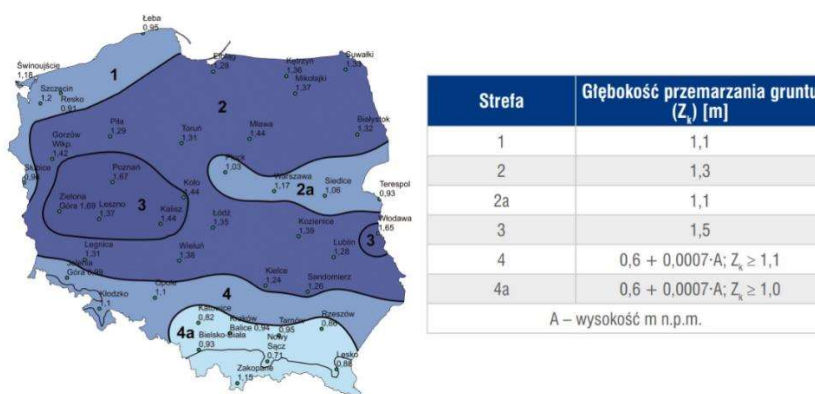 Łeba
0,95
Świnoujście
1,18
Szczecin
1,2
Resko
0,91
1
Elbląg
1,29
Kętrzyn
1,36
Suwałki
1,33
Mikołajki
1,37
2
Piła
1,29
Toruń
1,31
Mława
1,44
Białystok
1,32
Gorzów
Wlkp.
1,42
Słubice
0,94
Poznań
1,67
Płock
1,03
Warszawa
1,17
2a
Siedlce
1,06
Terespol
0,93
Zielona
Góra 1,69
Leszno
1,37
3
Koło
1,44
Kalisz
1,44
Łódź
1,35
Kozienice
1,39
Włodawa
1,65
3
Lublin
1,28
Legnica
1,31
Wieluń
1,38
Jelenia
Góra 0,99
Kielce
1,24
Sandomierz
1,26
Kłodzko
1,1
Opole
1,1
4
Katowice
0,82
Kraków
Balice 0,94
Tarnów
0,95
Rzeszów
0,86
4a
Bielsko-Biała
0,93
Nowy
Sącz
0,71
Lesko
0,86
Zakopane
1,15
Strefa
Głębokość przemarzania gruntu
(Zk) [m]
1 1,1
2 1,3
2a 1,1
3 1,5
4 0,6 + 0,0007·A; Zk ≥ 1,1
4a 0,6 + 0,0007·A; Zk ≥ 1,0
A – wysokość m n.p.m.